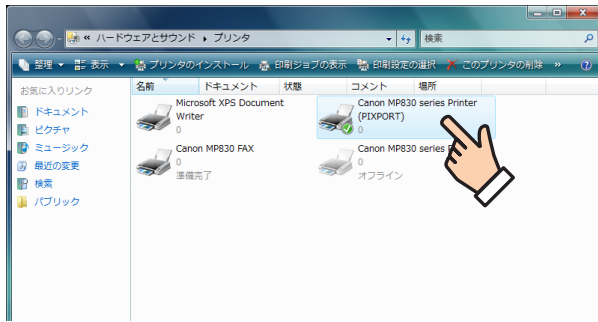 « ハードウェアとサウンド ▸ プリンタ
検索
整理 表示 プリンタのインストール 印刷ジョブの表示 印刷設定の選択 このプリンタの削除 »
お気に入りリンク
ドキュメント
ピクチャ
ミュージック
最近の変更
検索
パブリック
名前 ドキュメント 状態 コメント 場所
Microsoft XPS Document
Writer
0
Canon MP830 series Printer
(PIXPORT)
0
Canon MP830 FAX
0
準備完了
Canon MP830 series
0
オフライン